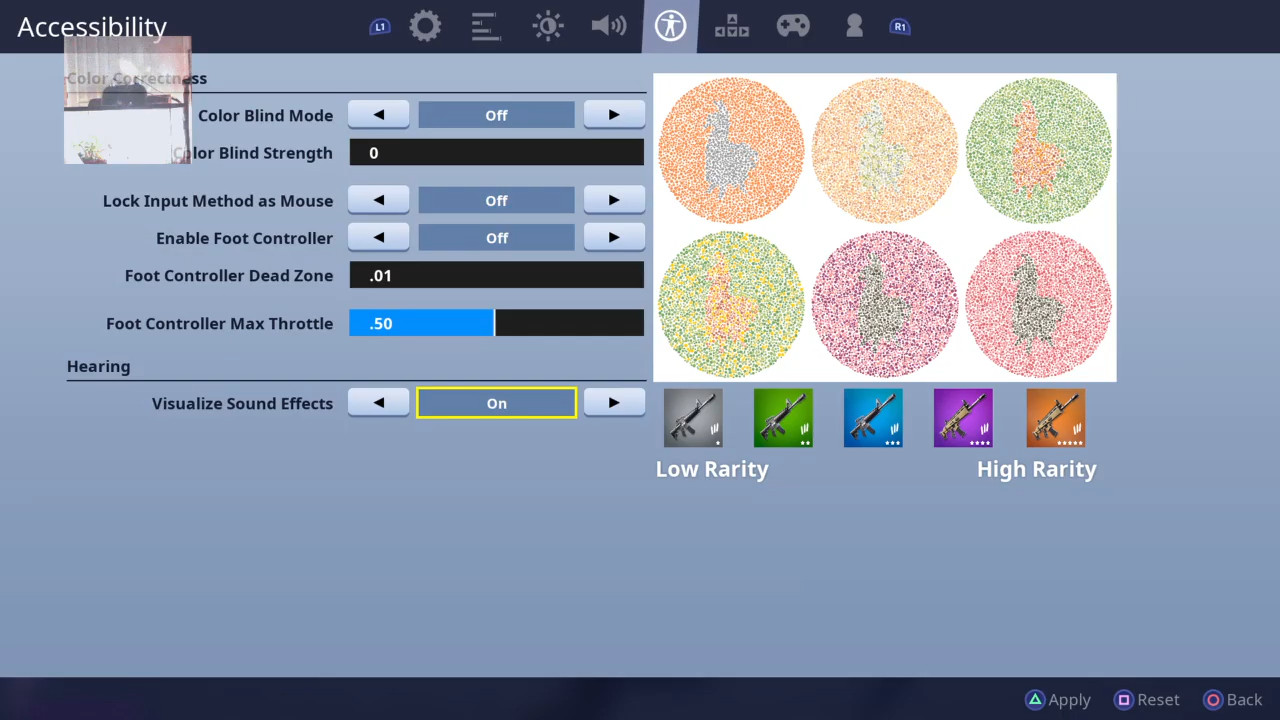 Accessibility
L1
R1
Color Correctness
Color Blind Mode
Off
Color Blind Strength
0
Lock Input Method as Mouse
Off
Enable Foot Controller
Off
Foot Controller Dead Zone
.01
Foot Controller Max Throttle
.50
Hearing
Visualize Sound Effects
On
Low Rarity
High Rarity
Apply
Reset
Back